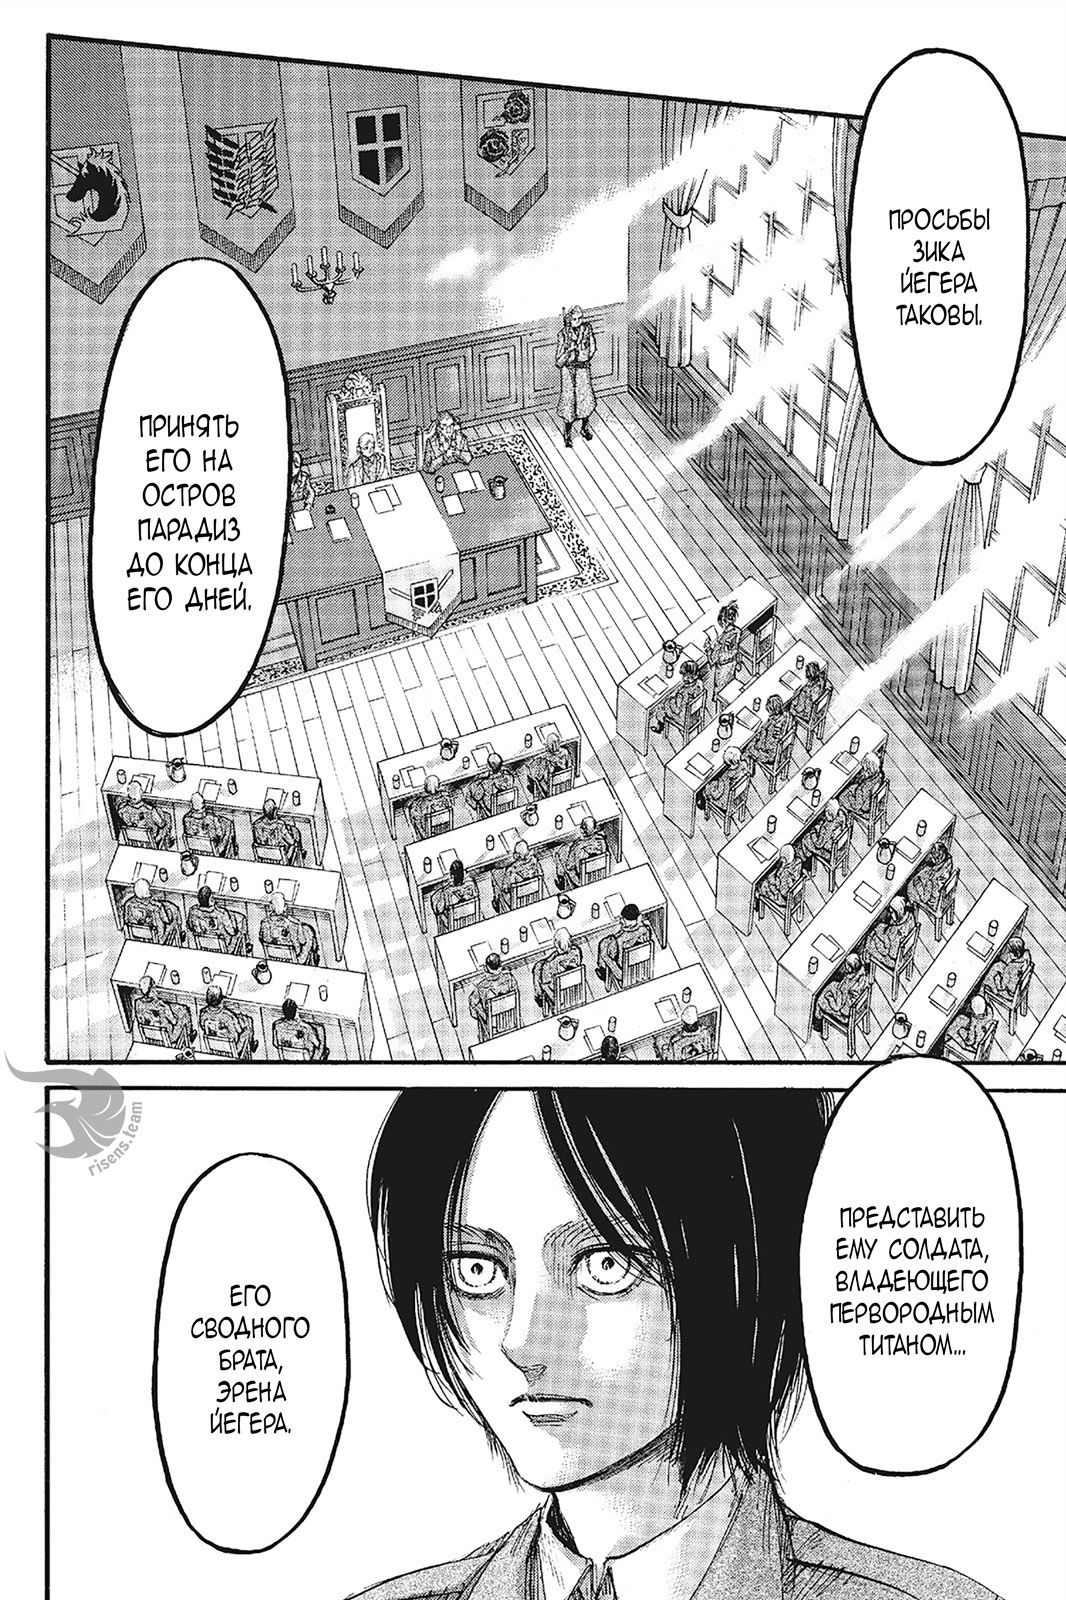 ПРОСЬБЫ
ЗИКА
ЙЕГЕРА
ТАКОВЫ.
ПРИНЯТЬ
ЕГО НА
ОСТРОВ
ПАРАДИЗ
ДО КОНЦА
ЕГО ДНЕЙ.
ПРЕДСТАВИТЬ
ЕМУ СОЛДАТА,
ВЛАДЕЮЩЕГО
ПЕРВОРОДНЫМ
ТИТАНОМ...
ЕГО
СВОДНОГО
БРАТА,
ЭРЕНА
ЙЕГЕРА.
risens.team